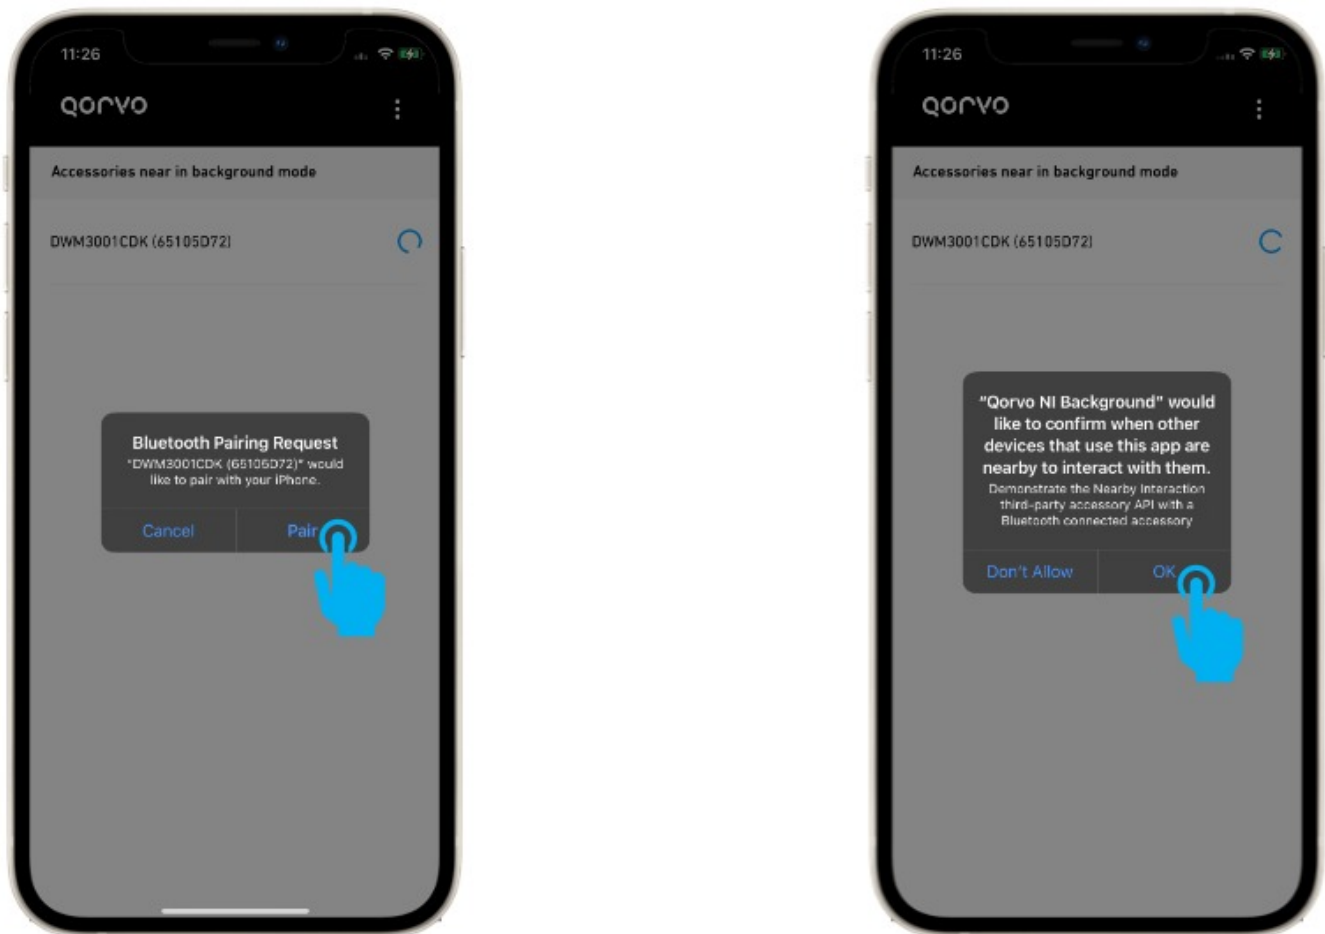 11:26
QORVO
Accessories near in background mode
DWM3001CDK (65105D72)
Bluetooth Pairing Request
"DWM3001CDK (65105D72)" would
like to pair with your iPhone.
Cancel
Pair
11:26
QORVO
Accessories near in background mode
DWM3001CDK (65105D72)
"Qorvo NI Background" would
like to confirm when other
devices that use this app are
nearby to interact with them.
Demonstrate the Nearby Interaction
third-party accessory API with a
Bluetooth connected accessory
Don't Allow
OK